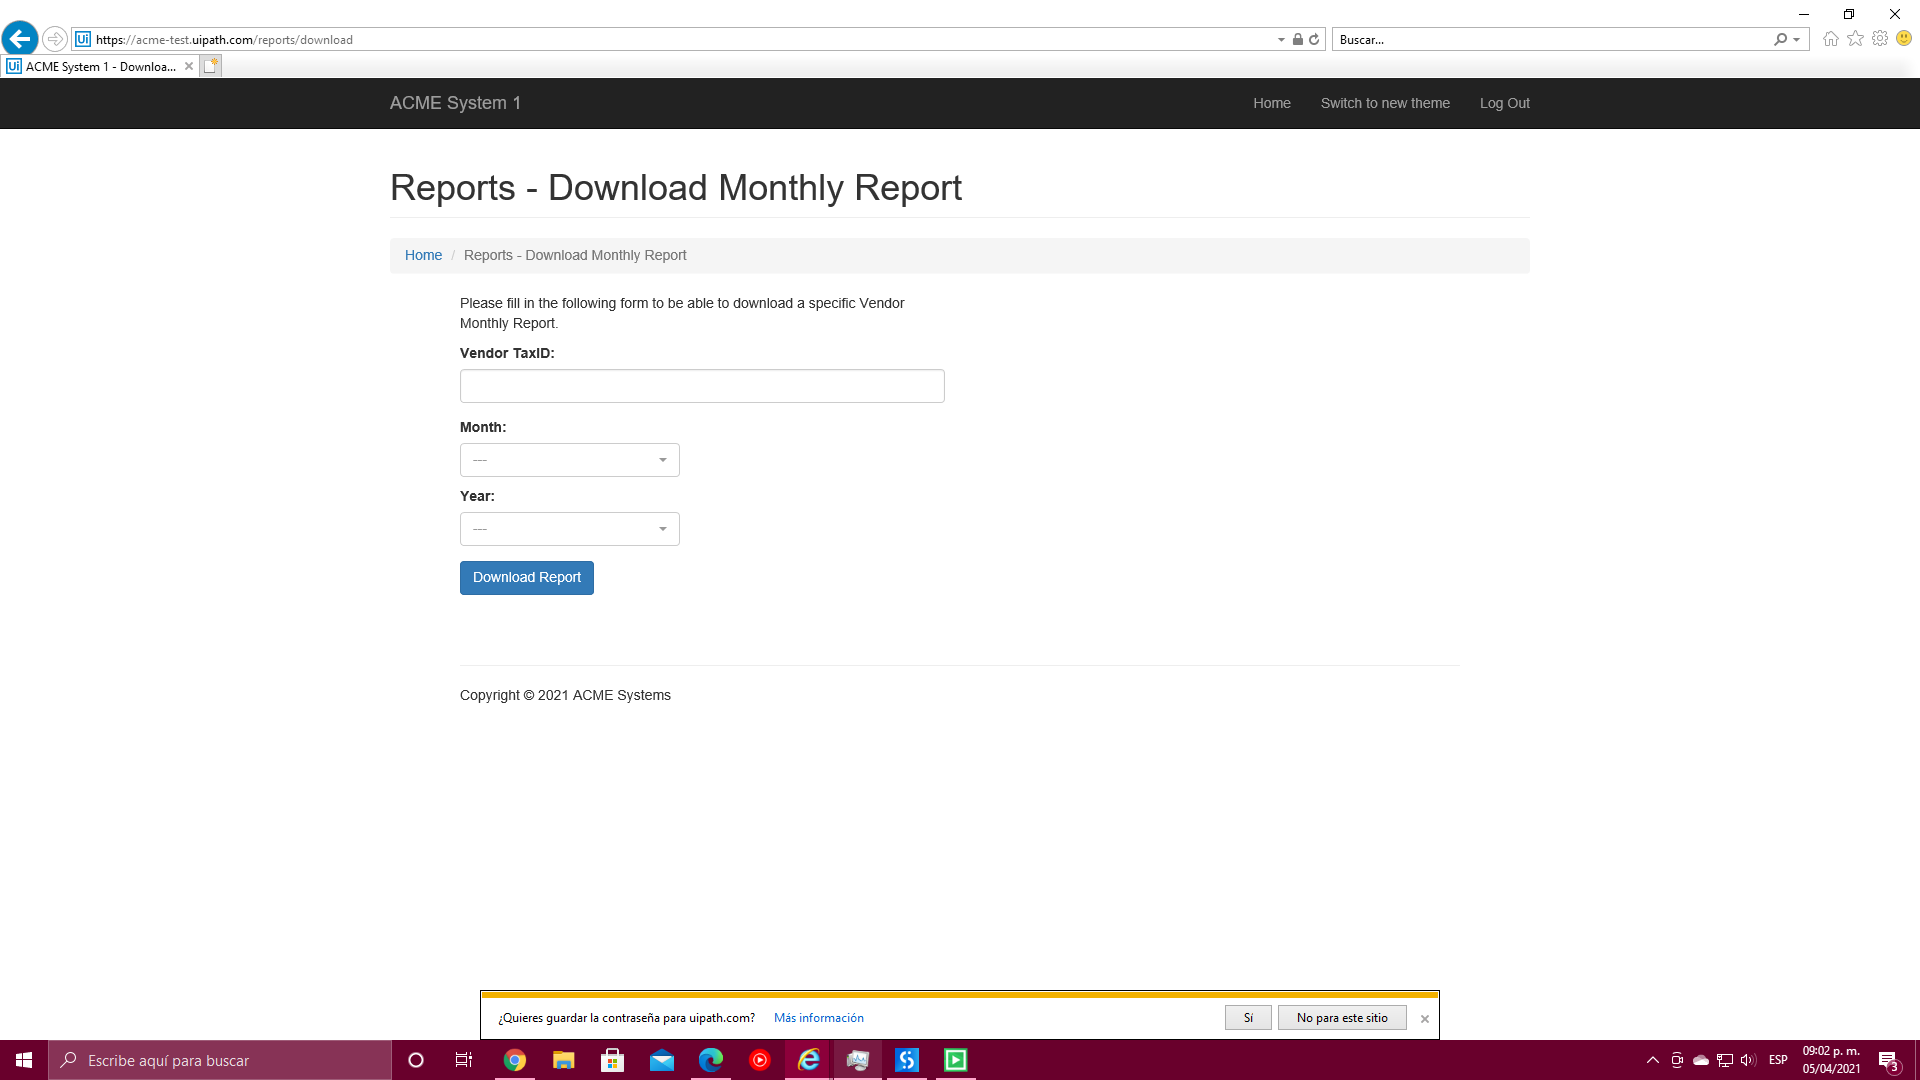 https://acme-test.uipath.com/reports/download
Buscar...
Ui ACME System 1 - Downloa...
ACME System 1
Home
Switch to new theme
Log Out
Reports - Download Monthly Report
Home / Reports - Download Monthly Report
Please fill in the following form to be able to download a specific Vendor
Monthly Report.
Vendor TaxID:
Month:
---
Year:
---
Download Report
Copyright © 2021 ACME Systems
¿Quieres guardar la contraseña para uipath.com? Más información
Sí
No para este sitio
Escribe aquí para buscar
ESP
09:02 p. m.
05/04/2021
3